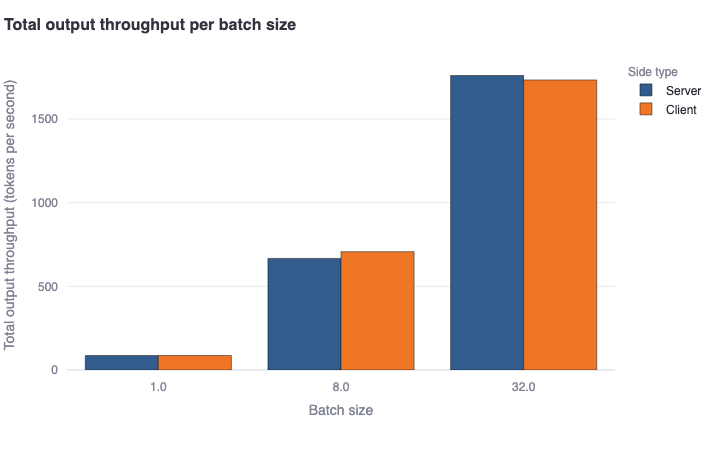 Total output throughput per batch size
Side type
Server
Client
Total output throughput (tokens per second)
1500
1000
500
0
1.0
8.0
32.0
Batch size